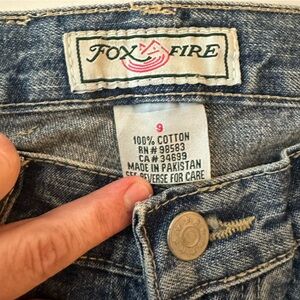 FOX FIRE
9
100% COTTON
RN # 98583
CA # 34699
MADE IN PAKISTAN
SEE REVERSE FOR CARE